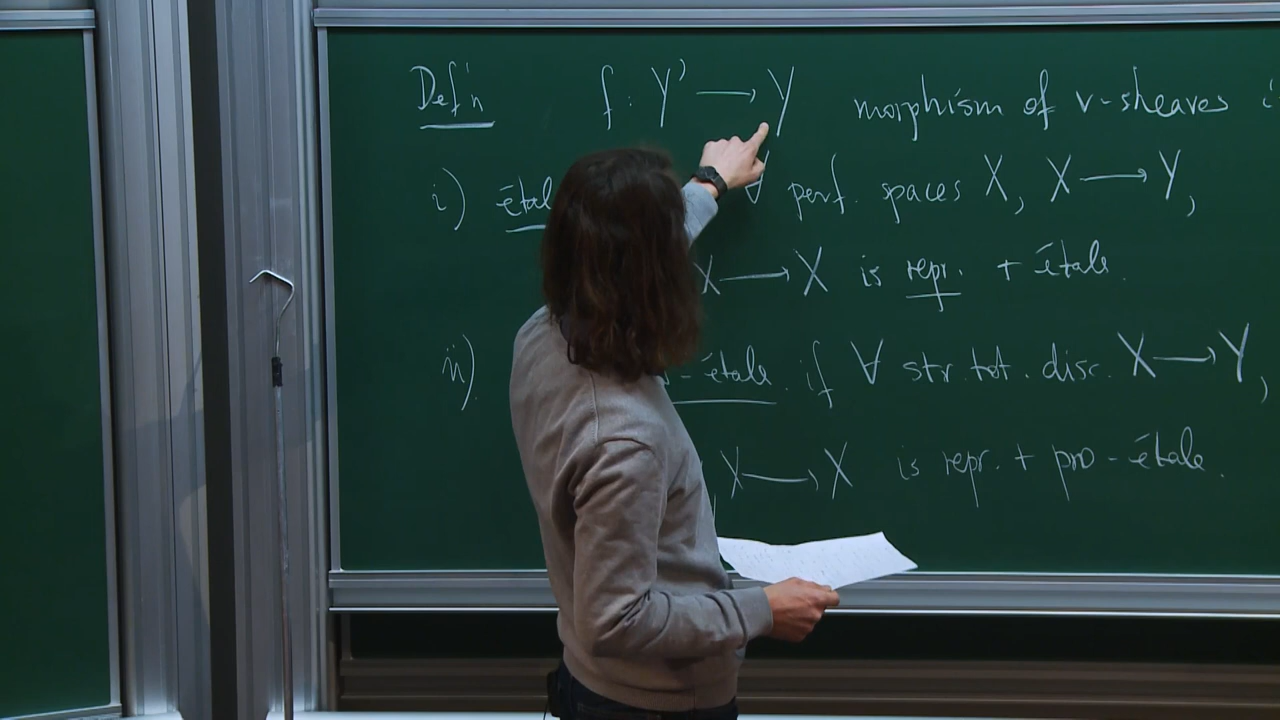 Def'n f : Y' → Y morphism of v-sheaves
i) étal ∀ perf. spaces X, X → Y,
X → X is repr. + étale.
ii) -étale. if ∀ str. tot. disc. X → Y,
X → X is repr. + pro-étale.